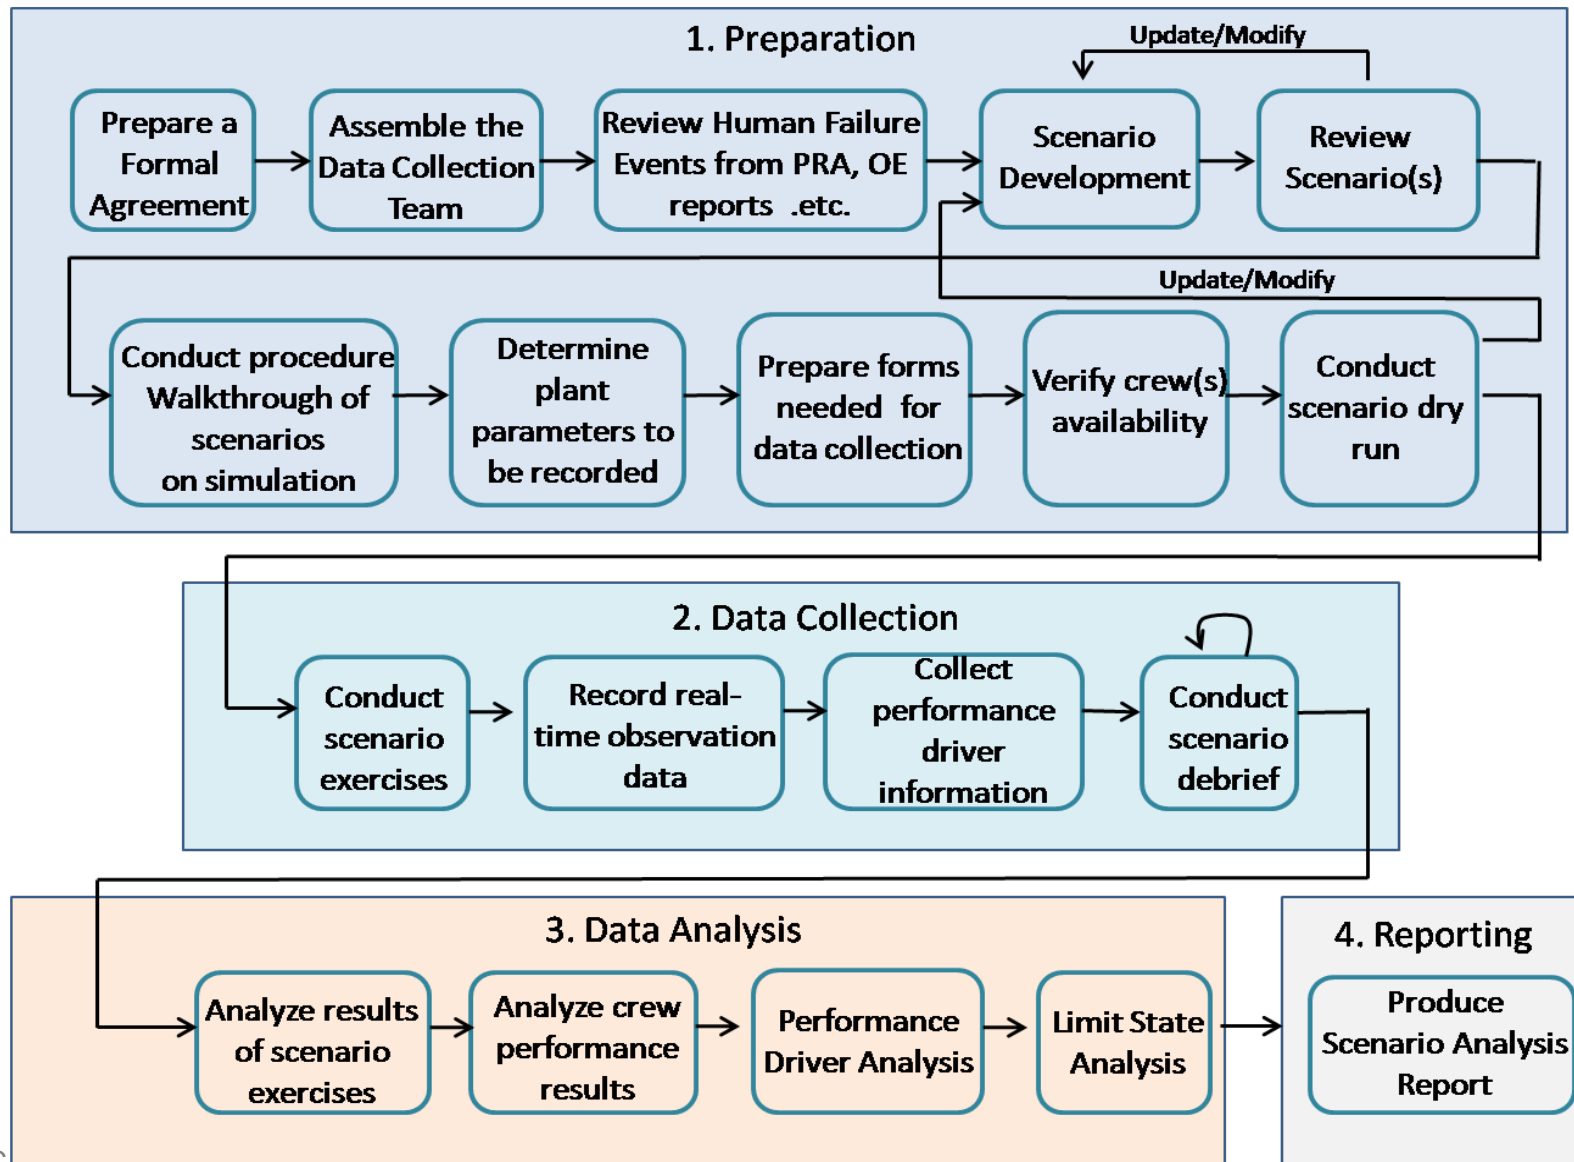 1. Preparation
Update/Modify
Prepare a
Formal
Agreement
Assemble the
Data Collection
Team
Review Human Failure
Events from PRA, OE
reports .etc.
Scenario
Development
Review
Scenario(s)
Update/Modify
Conduct procedure
Walkthrough of
scenarios
on simulation
Determine
plant
parameters to
be recorded
Prepare forms
needed for
data collection
Verify crew(s)
availability
Conduct
scenario dry
run
2. Data Collection
Conduct
scenario
exercises
Record real-
time observation
data
Collect
performance
driver
information
Conduct
scenario
debrief
3. Data Analysis
Analyze results
of scenario
exercises
Analyze crew
performance
results
Performance
Driver Analysis
Limit State
Analysis
4. Reporting
Produce
Scenario Analysis
Report